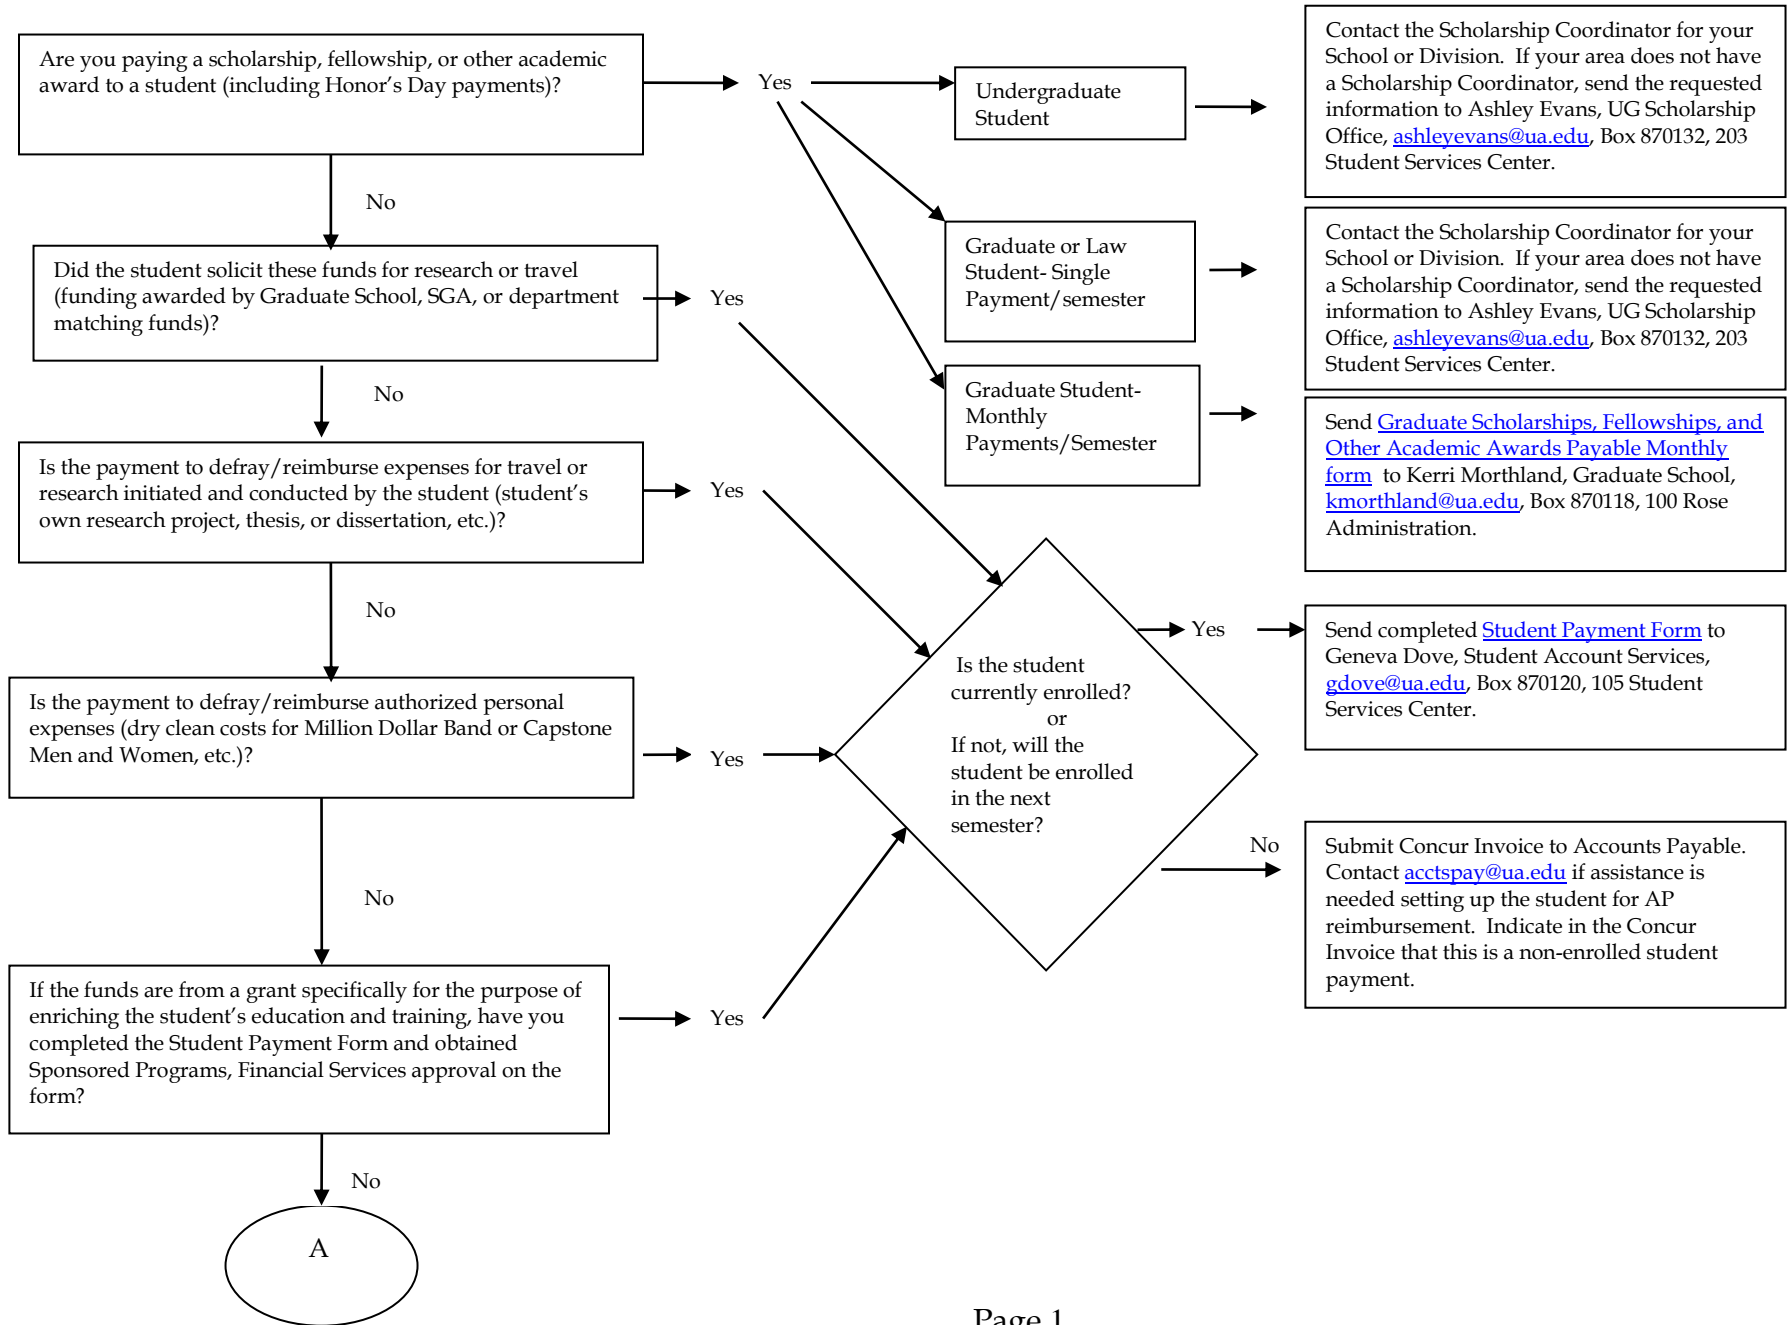 Are you paying a scholarship, fellowship, or other academic
award to a student (including Honor's Day payments)?
Yes
Undergraduate
Student
Contact the Scholarship Coordinator for your
School or Division.  If your area does not have
a Scholarship Coordinator, send the requested
information to Ashley Evans, UG Scholarship
Office, ashleyevans@ua.edu, Box 870132, 203
Student Services Center.
No
Graduate or Law
Student- Single
Payment/semester
Contact the Scholarship Coordinator for your
School or Division.  If your area does not have
a Scholarship Coordinator, send the requested
information to Ashley Evans, UG Scholarship
Office, ashleyevans@ua.edu, Box 870132, 203
Student Services Center.
Did the student solicit these funds for research or travel
(funding awarded by Graduate School, SGA, or department
matching funds)?
Yes
Graduate Student-
Monthly
Payments/Semester
Send Graduate Scholarships, Fellowships, and
Other Academic Awards Payable Monthly
form  to Kerri Morthland, Graduate School,
kmorthland@ua.edu, Box 870118, 100 Rose
Administration.
No
Is the payment to defray/reimburse expenses for travel or
research initiated and conducted by the student (student's
own research project, thesis, or dissertation, etc.)?
Yes
No
Is the payment to defray/reimburse authorized personal
expenses (dry clean costs for Million Dollar Band or Capstone
Men and Women, etc.)?
Yes
Is the student
currently enrolled?
or
If not, will the
student be enrolled
in the next
semester?
Yes
Send completed Student Payment Form to
Geneva Dove, Student Account Services,
gdove@ua.edu, Box 870120, 105 Student
Services Center.
No
Submit Concur Invoice to Accounts Payable.
Contact acctspay@ua.edu if assistance is
needed setting up the student for AP
reimbursement.  Indicate in the Concur
Invoice that this is a non-enrolled student
payment.
No
If the funds are from a grant specifically for the purpose of
enriching the student's education and training, have you
completed the Student Payment Form and obtained
Sponsored Programs, Financial Services approval on the
form?
Yes
No
A
Page 1